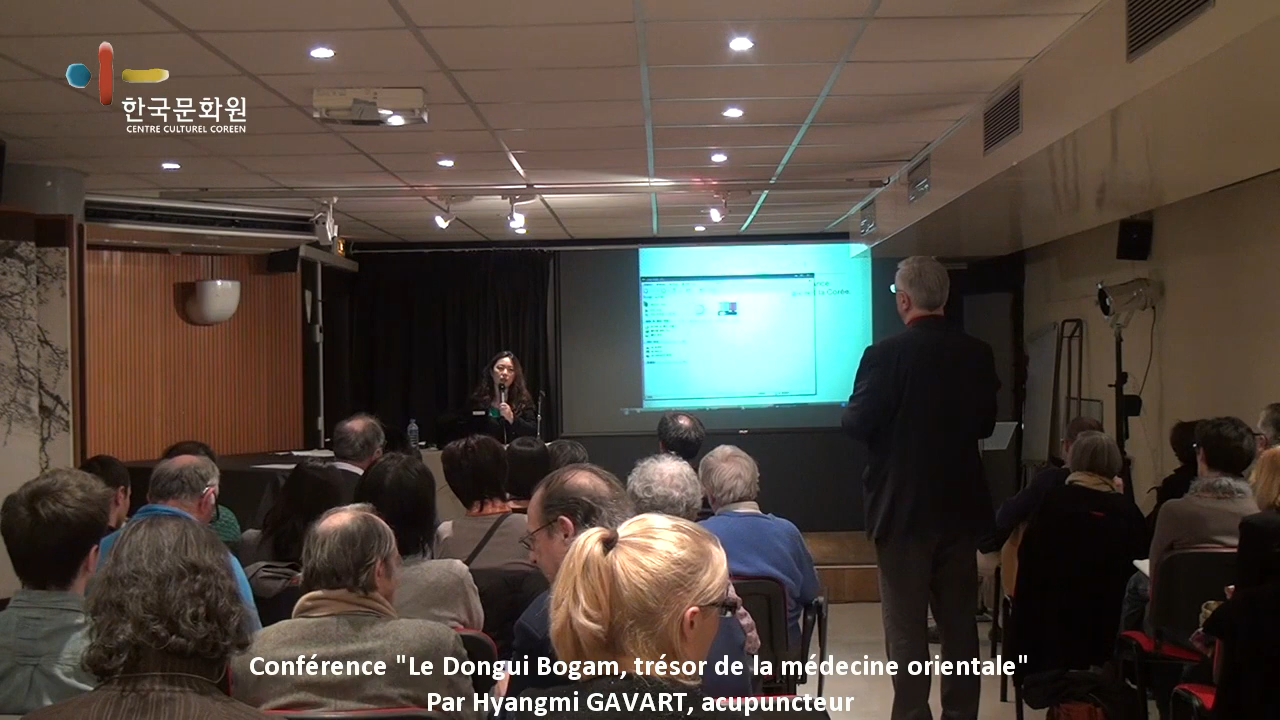 한국문화원
CENTRE CULTUREL COREEN
Conférence "Le Dongui Bogam, trésor de la médecine orientale"
Par Hyangmi GAVART, acupuncteur